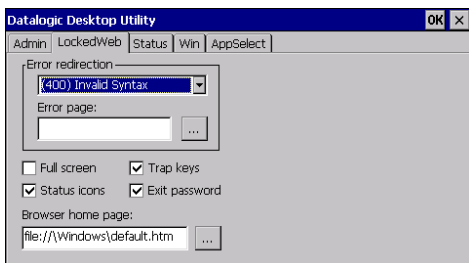 Datalogic Desktop Utility OK ×
Admin LockedWeb Status Win AppSelect
Error redirection
(400) Invalid Syntax
Error page:
...
Full screen Trap keys
Status icons Exit password
Browser home page:
file://\Windows\default.htm ...